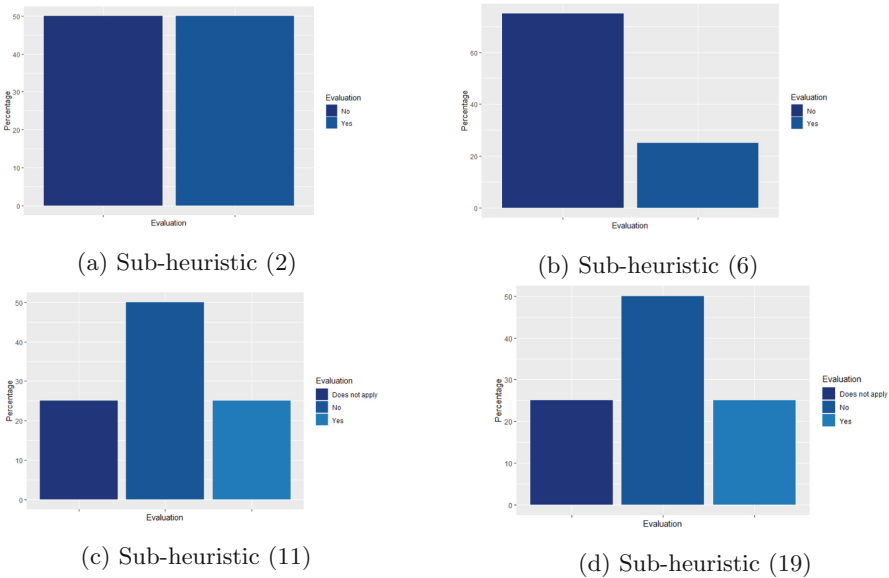 50
40
30
20
10
0
Percentage
Evaluation
Evaluation
No
Yes
(a) Sub-heuristic (2)
60
40
20
0
Percentage
Evaluation
Evaluation
No
Yes
(b) Sub-heuristic (6)
50
40
30
20
10
0
Percentage
Evaluation
Evaluation
Does not apply
No
Yes
(c) Sub-heuristic (11)
50
40
30
20
10
0
Percentage
Evaluation
Evaluation
Does not apply
No
Yes
(d) Sub-heuristic (19)